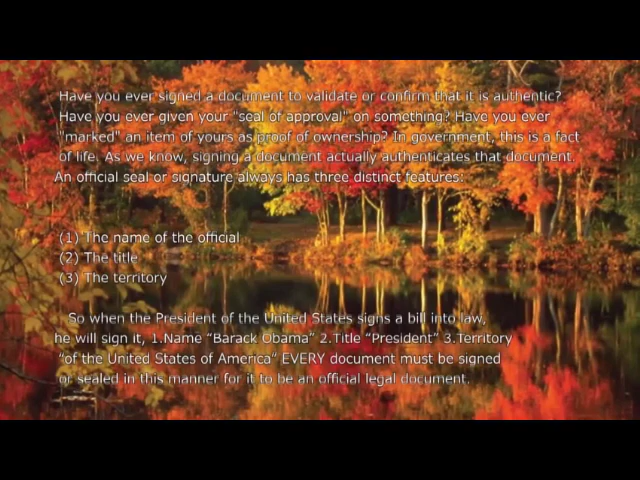 Have you ever signed a document to validate or confirm that it is authentic?
Have you ever given your "seal of approval" on something? Have you ever
"marked" an item of yours as proof of ownership? In government, this is a fact
of life. As we know, signing a document actually authenticates that document.
An official seal or signature always has three distinct features:
(1) The name of the official
(2) The title
(3) The territory
So when the President of the United States signs a bill into law,
he will sign it, 1.Name “Barack Obama” 2.Title “President” 3.Territory
“of the United States of America” EVERY document must be signed
or sealed in this manner for it to be an official legal document.